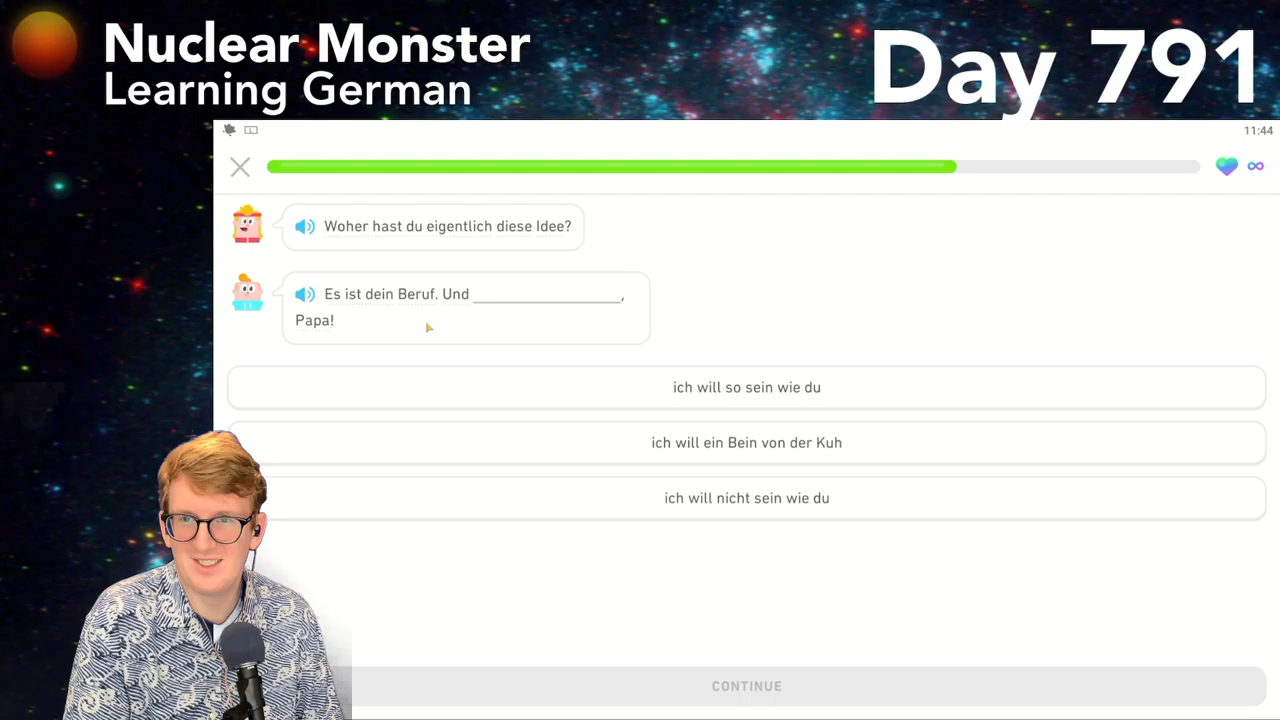 Nuclear Monster
Learning German
Day 791
11:44
Woher hast du eigentlich diese Idee?
Es ist dein Beruf. Und ____________________,
Papa!
ich will so sein wie du
ich will ein Bein von der Kuh
ich will nicht sein wie du
CONTINUE